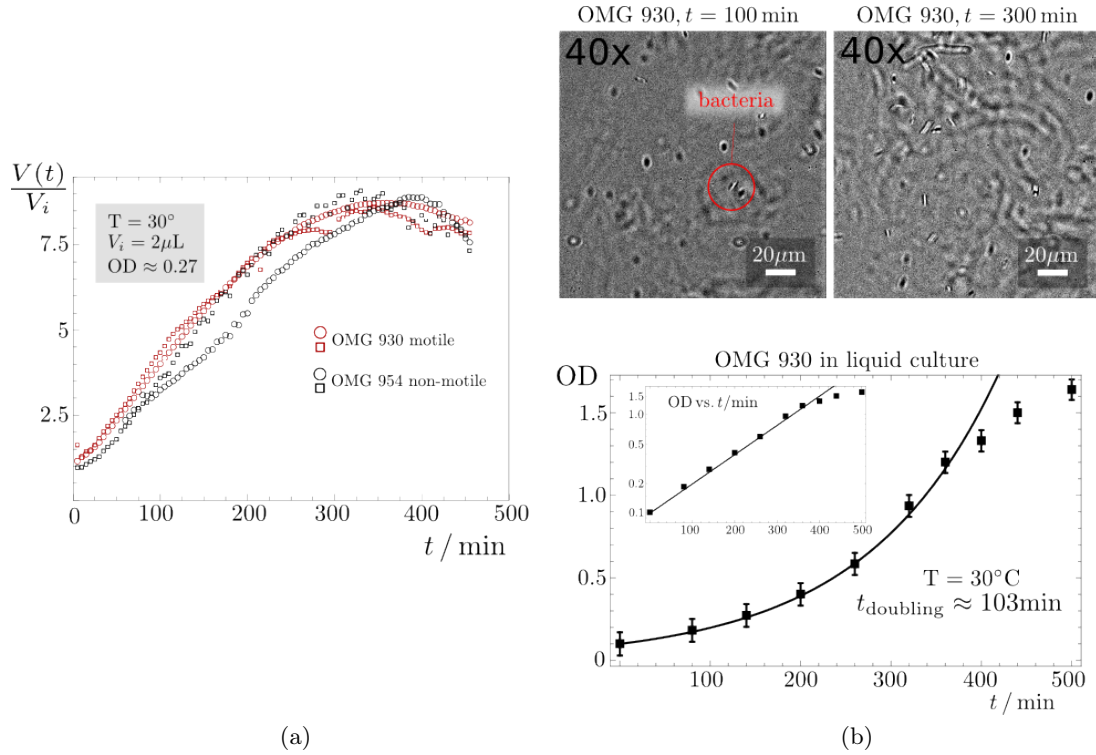 V(t)
V_i
T = 30°
V_i = 2μL
OD ≈ 0.27
OMG 930 motile
OMG 954 non-motile
7.5
5
2.5
0 100 200 300 400 500
t / min
(a)
OMG 930, t = 100 min
40x
bacteria
20μm
OMG 930, t = 300 min
40x
20μm
OMG 930 in liquid culture
OD
1.5
1.0
0.5
0
OD vs. t/min
1.5
1.0
0.5
0.2
0.1
100 200 300 400 500
T = 30°C
t_doubling ≈ 103min
100 200 300 400 500
t / min
(b)